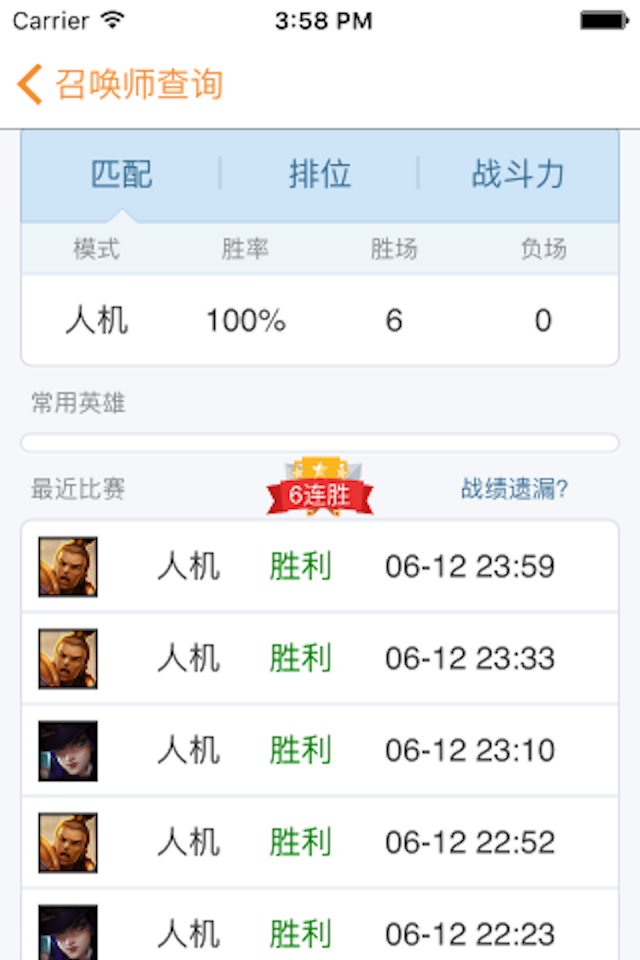 Carrier 3:58 PM
召唤师查询
匹配 排位 战斗力
模式 胜率 胜场 负场
人机 100% 6 0
常用英雄
最近比赛 6连胜 战绩遗漏?
人机 胜利 06-12 23:59
人机 胜利 06-12 23:33
人机 胜利 06-12 23:10
人机 胜利 06-12 22:52
人机 胜利 06-12 22:23